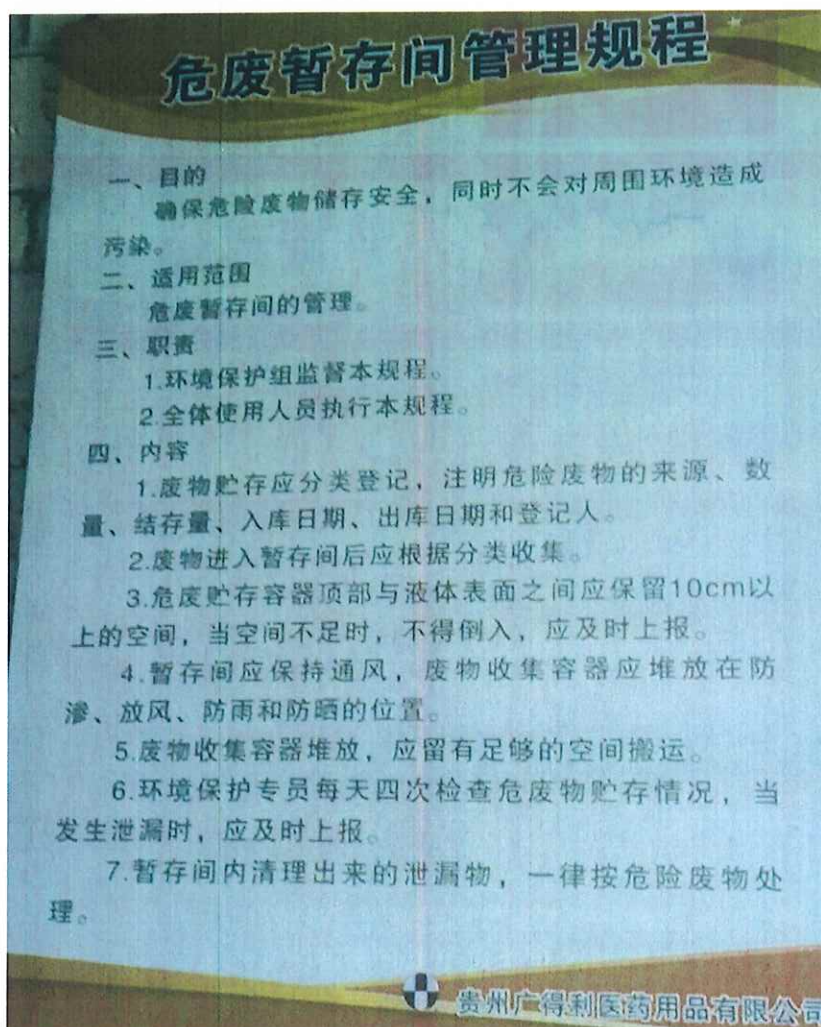 危废暂存间管理规程
一、目的
确保危险废物储存安全，同时不会对周围环境造成
污染。
二、适用范围
危废暂存间的管理。
三、职责
1.环境保护组监督本规程。
2.全体使用人员执行本规程。
四、内容
1.废物贮存应分类登记，注明危险废物的来源、数
量、结存量、入库日期、出库日期和登记人。
2.废物进入暂存间后应根据分类收集。
3.危废贮存容器顶部与液体表面之间应保留10cm以
上的空间，当空间不足时，不得倒入，应及时上报。
4.暂存间应保持通风，废物收集容器应堆放在防
渗、放风、防雨和防晒的位置。
5.废物收集容器堆放，应留有足够的空间搬运。
6.环境保护专员每天四次检查危废物贮存情况，当
发生泄漏时，应及时上报。
7.暂存间内清理出来的泄漏物，一律按危险废物处
理。
贵州广得利医药用品有限公司